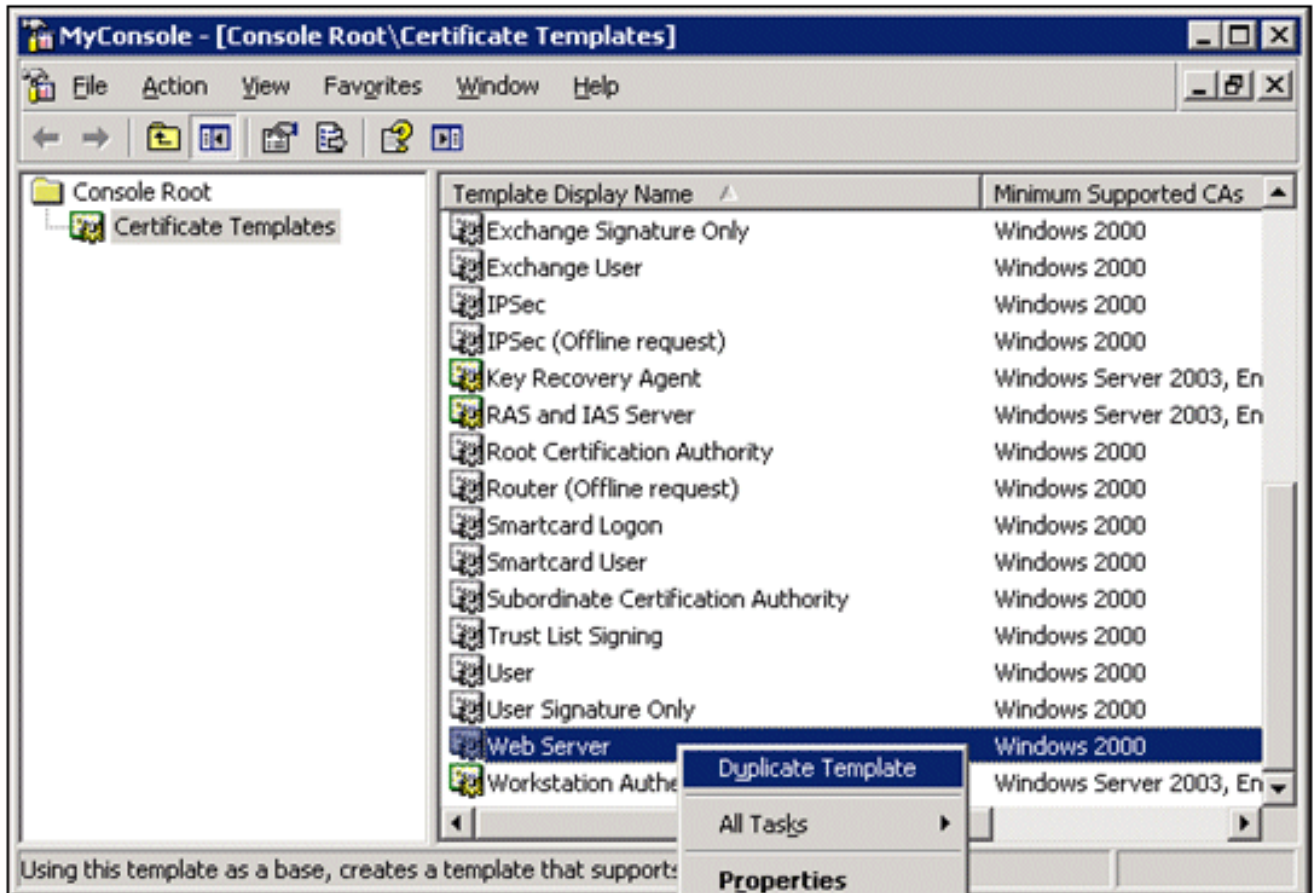 MyConsole - [Console Root\Certificate Templates]
File Action View Favorites Window Help
Console Root
Certificate Templates
Template Display Name Minimum Supported CAs
Exchange Signature Only Windows 2000
Exchange User Windows 2000
IPSec Windows 2000
IPSec (Offline request) Windows 2000
Key Recovery Agent Windows Server 2003, En
RAS and IAS Server Windows Server 2003, En
Root Certification Authority Windows 2000
Router (Offline request) Windows 2000
Smartcard Logon Windows 2000
Smartcard User Windows 2000
Subordinate Certification Authority Windows 2000
Trust List Signing Windows 2000
User Windows 2000
User Signature Only Windows 2000
Web Server Windows 2000
Workstation Authe Windows Server 2003, En
Duplicate Template
All Tasks
Properties
Using this template as a base, creates a template that supports